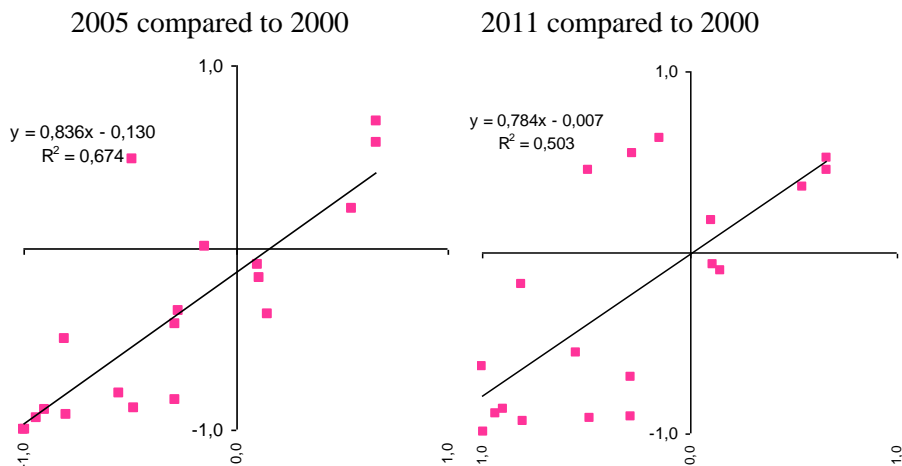 2005 compared to 2000
2011 compared to 2000
1,0
y = 0,836x - 0,130
R² = 0,674
-1,0
-1,0
0,0
1,0
1,0
y = 0,784x - 0,007
R² = 0,503
-1,0
1,0
0,0
1,0